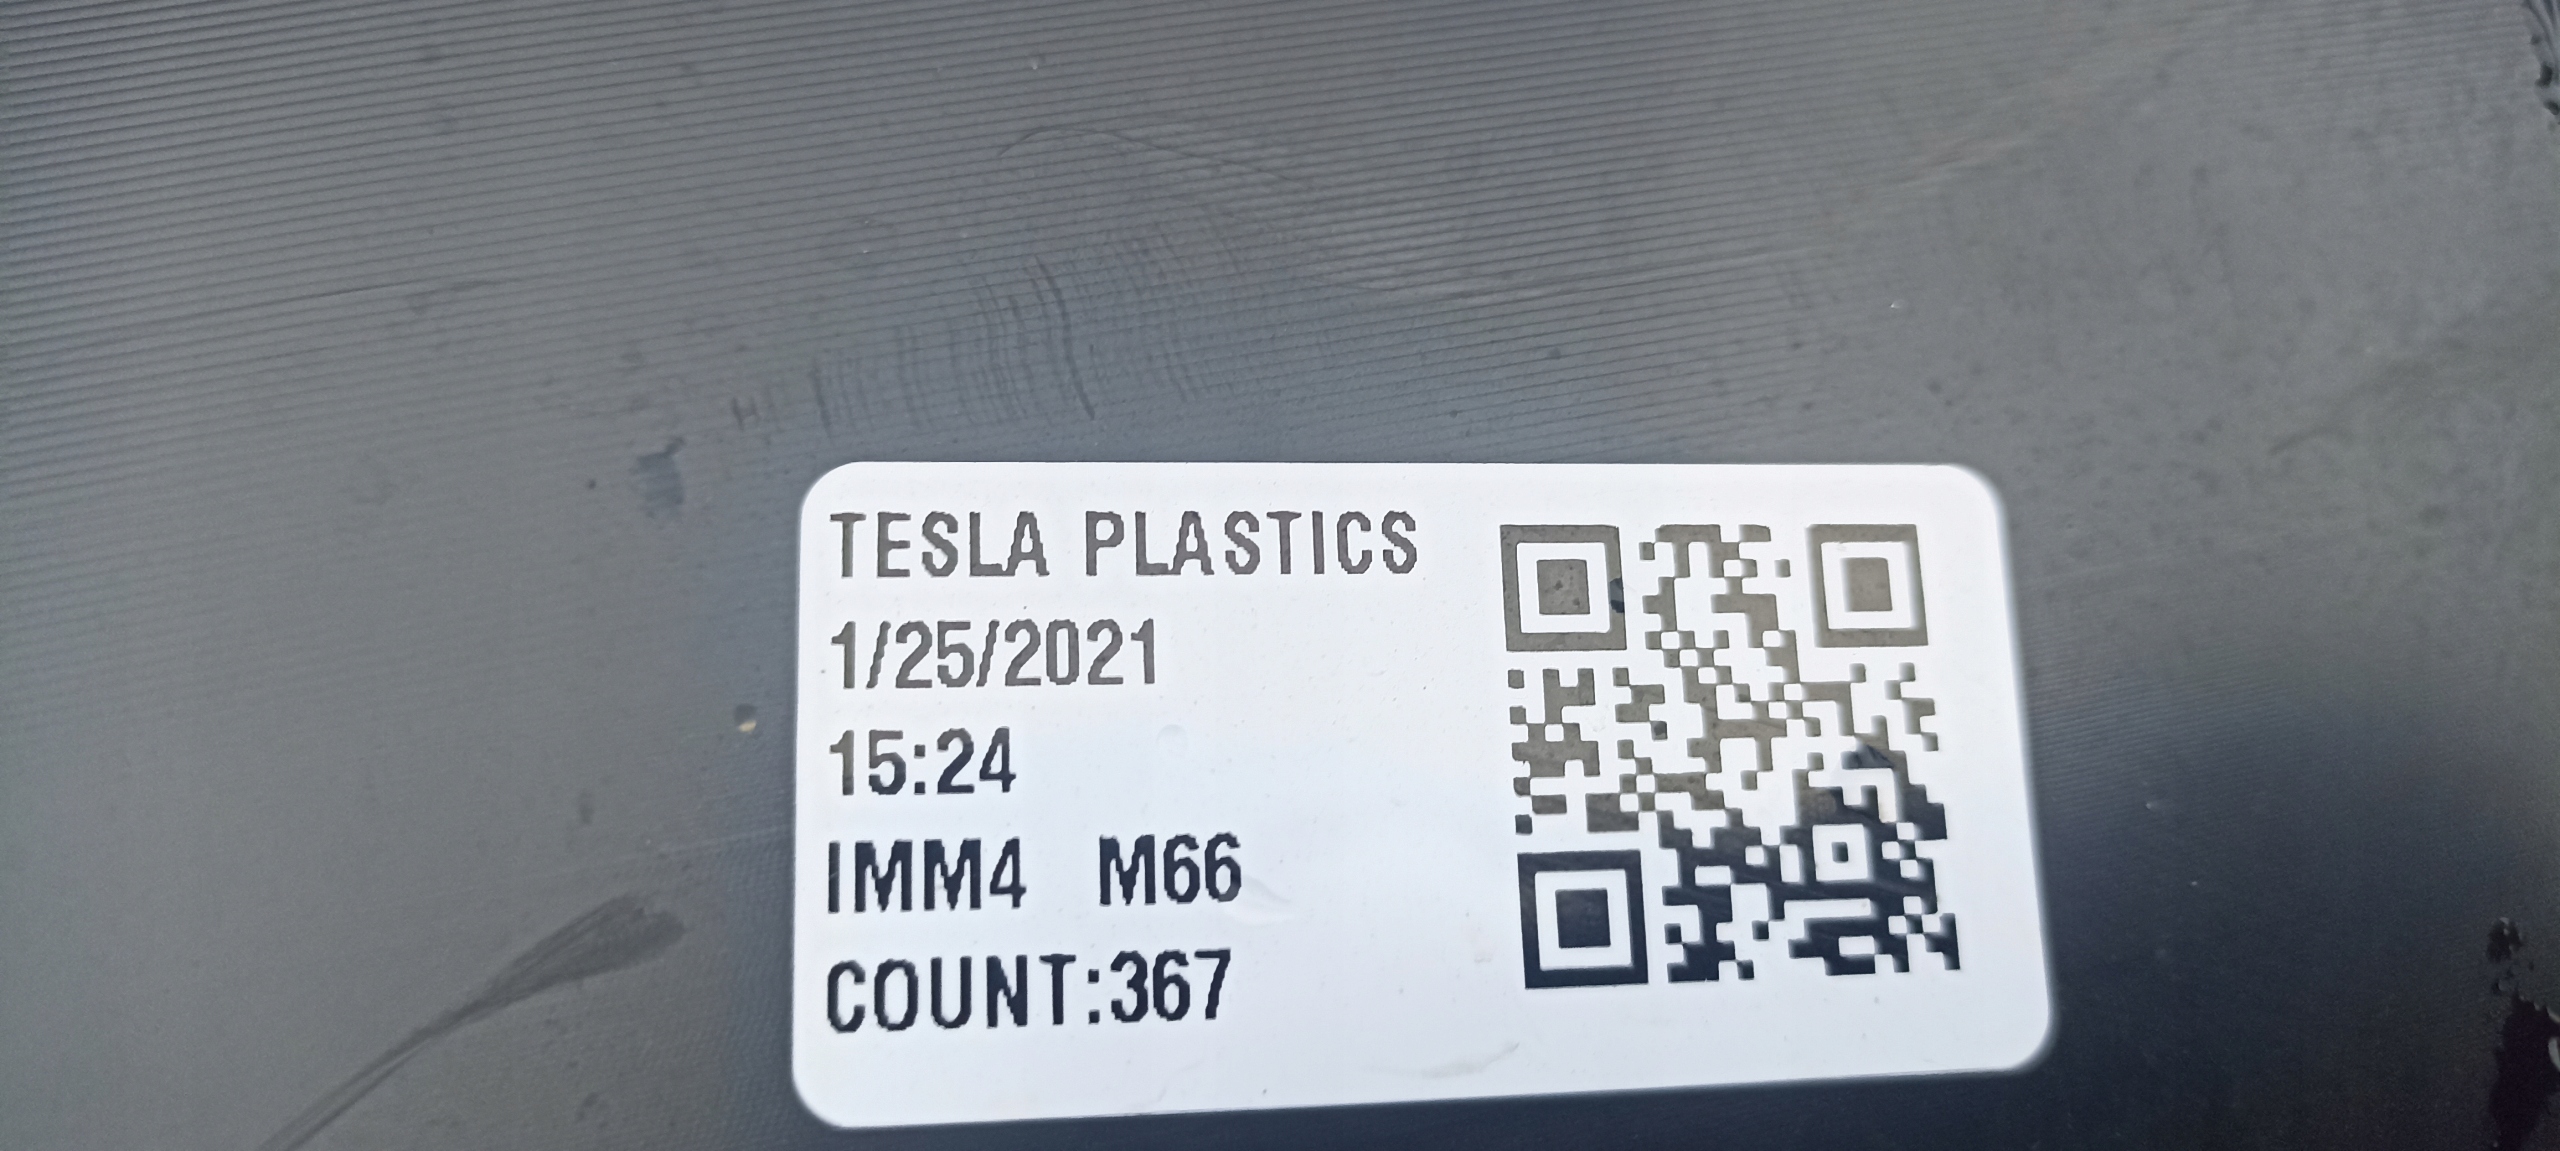 TESLA PLASTICS
1/25/2021
15:24
IMM4 M66
COUNT:367